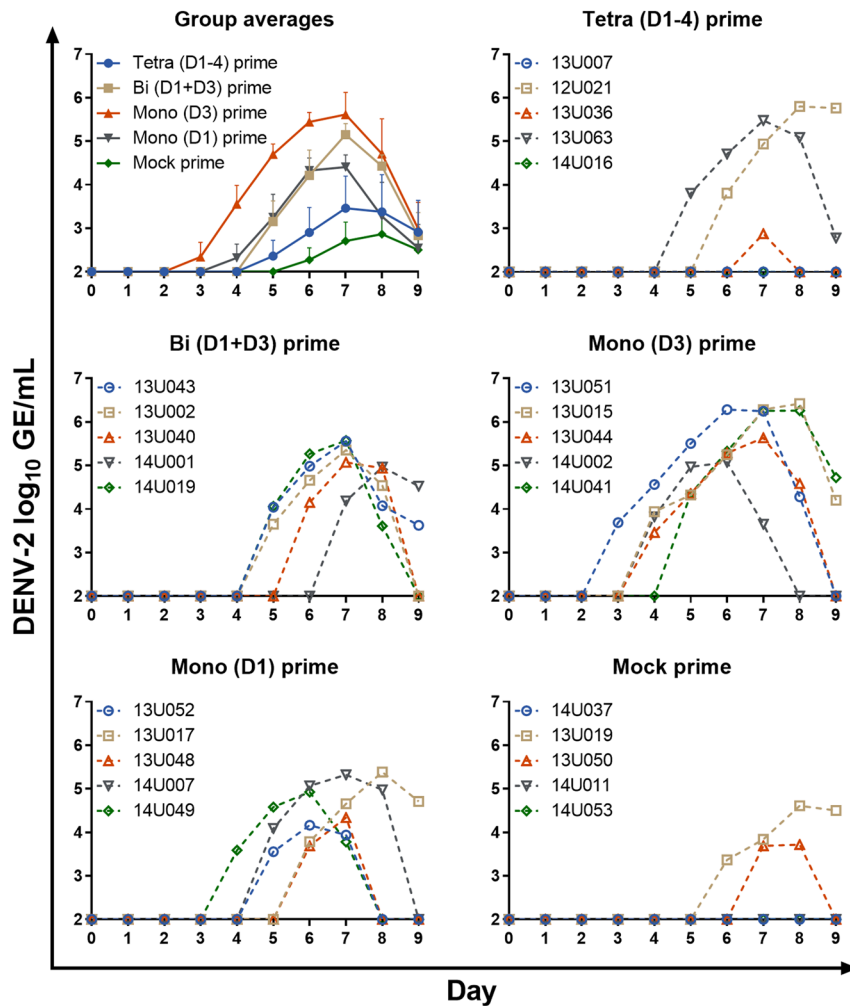 Group averages
7
6
5
4
3
2
0 1 2 3 4 5 6 7 8 9
Tetra (D1-4) prime
Bi (D1+D3) prime
Mono (D3) prime
Mono (D1) prime
Mock prime
Tetra (D1-4) prime
7
6
5
4
3
2
0 1 2 3 4 5 6 7 8 9
13U007
12U021
13U036
13U063
14U016
Bi (D1+D3) prime
7
6
5
4
3
2
0 1 2 3 4 5 6 7 8 9
13U043
13U002
13U040
14U001
14U019
Mono (D3) prime
7
6
5
4
3
2
0 1 2 3 4 5 6 7 8 9
13U051
13U015
13U044
14U002
14U041
Mono (D1) prime
7
6
5
4
3
2
0 1 2 3 4 5 6 7 8 9
13U052
13U017
13U048
14U007
14U049
Mock prime
7
6
5
4
3
2
0 1 2 3 4 5 6 7 8 9
14U037
13U019
13U050
14U011
14U053
DENV-2 log₁₀ GE/mL
Day